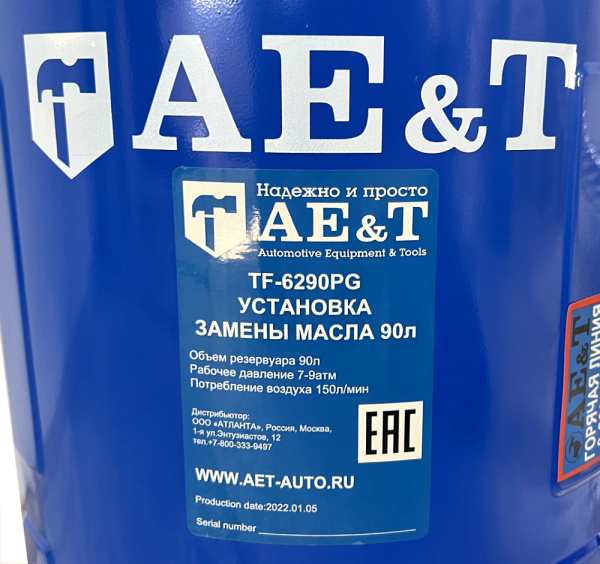 AE&T
Надежно и просто
AE&T
Automotive Equipment & Tools
TF-6290PG
УСТАНОВКА
ЗАМЕНЫ МАСЛА 90л
Объем резервуара 90л
Рабочее давление 7-9атм
Потребление воздуха 150л/мин
Дистрибьютор:
ООО «АТЛАНТА», Россия, Москва,
1-я ул.Энтузиастов, 12
тел.+7-800-333-9497
EAC
WWW.AET-AUTO.RU
Production date:2022.01.05
Serial number
AE&T
ГОРЯЧАЯ ЛИНИЯ